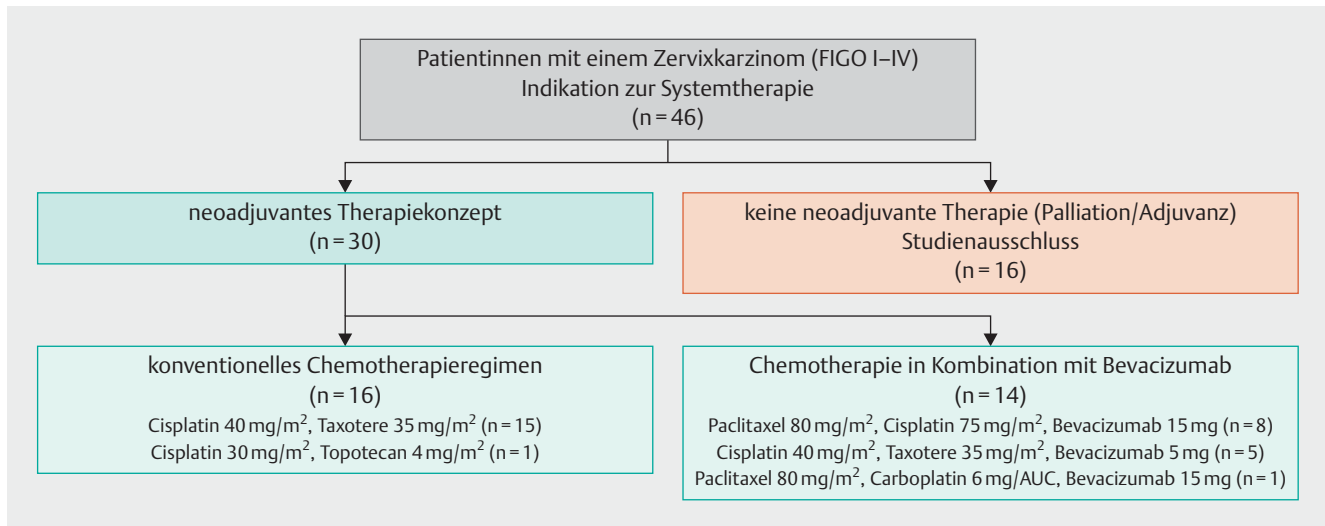 Patientinnen mit einem Zervixkarzinom (FIGO I–IV)
Indikation zur Systemtherapie
(n = 46)
neoadjuvantes Therapiekonzept
(n = 30)
keine neoadjuvante Therapie (Palliation/Adjuvanz)
Studienausschluss
(n = 16)
konventionelles Chemotherapieregimen
(n = 16)
Cisplatin 40 mg/m², Taxotere 35 mg/m² (n = 15)
Cisplatin 30 mg/m², Topotecan 4 mg/m² (n = 1)
Chemotherapie in Kombination mit Bevacizumab
(n = 14)
Paclitaxel 80 mg/m², Cisplatin 75 mg/m², Bevacizumab 15 mg (n = 8)
Cisplatin 40 mg/m², Taxotere 35 mg/m², Bevacizumab 5 mg (n = 5)
Paclitaxel 80 mg/m², Carboplatin 6 mg/AUC, Bevacizumab 15 mg (n = 1)